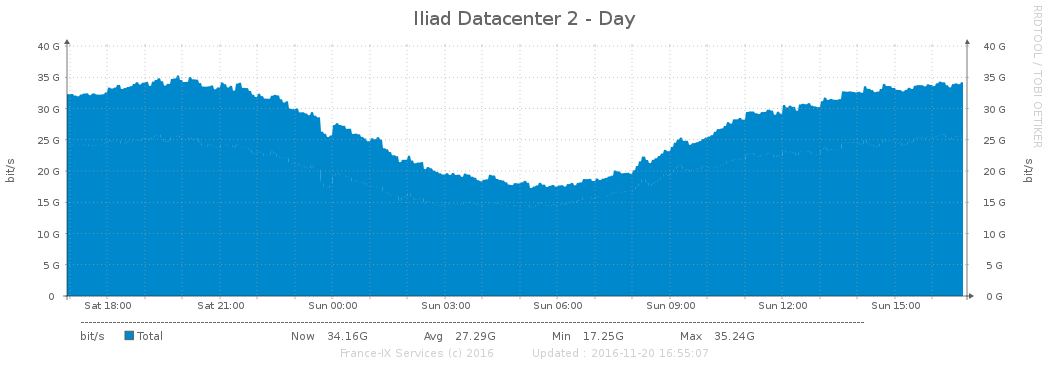 Iliad Datacenter 2 - Day
RRDTOOL / TOBI OETIKER
bit/s
40 G 40 G
35 G 35 G
30 G 30 G
25 G 25 G
20 G 20 G
15 G 15 G
10 G 10 G
5 G 5 G
0 0 G
bit/s
Sat 18:00 Sat 21:00 Sun 00:00 Sun 03:00 Sun 06:00 Sun 09:00 Sun 12:00 Sun 15:00
bit/s Total Now 34.16G Avg 27.29G Min 17.25G Max 35.24G
France-IX Services (c) 2016 Updated : 2016-11-20 16:55:07